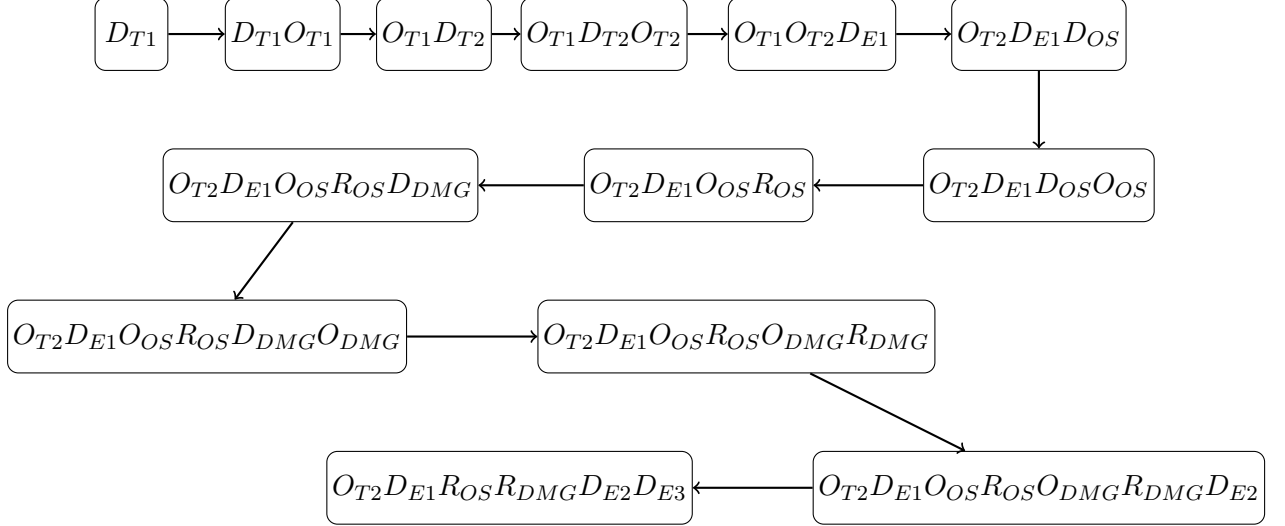 D_{T1} D_{T1}O_{T1} O_{T1}D_{T2} O_{T1}D_{T2}O_{T2} O_{T1}O_{T2}D_{E1} O_{T2}D_{E1}D_{OS}
O_{T2}D_{E1}O_{OS}R_{OS}D_{DMG} O_{T2}D_{E1}O_{OS}R_{OS} O_{T2}D_{E1}D_{OS}O_{OS}
O_{T2}D_{E1}O_{OS}R_{OS}D_{DMG}O_{DMG} O_{T2}D_{E1}O_{OS}R_{OS}O_{DMG}R_{DMG}
O_{T2}D_{E1}R_{OS}R_{DMG}D_{E2}D_{E3} O_{T2}D_{E1}O_{OS}R_{OS}O_{DMG}R_{DMG}D_{E2}